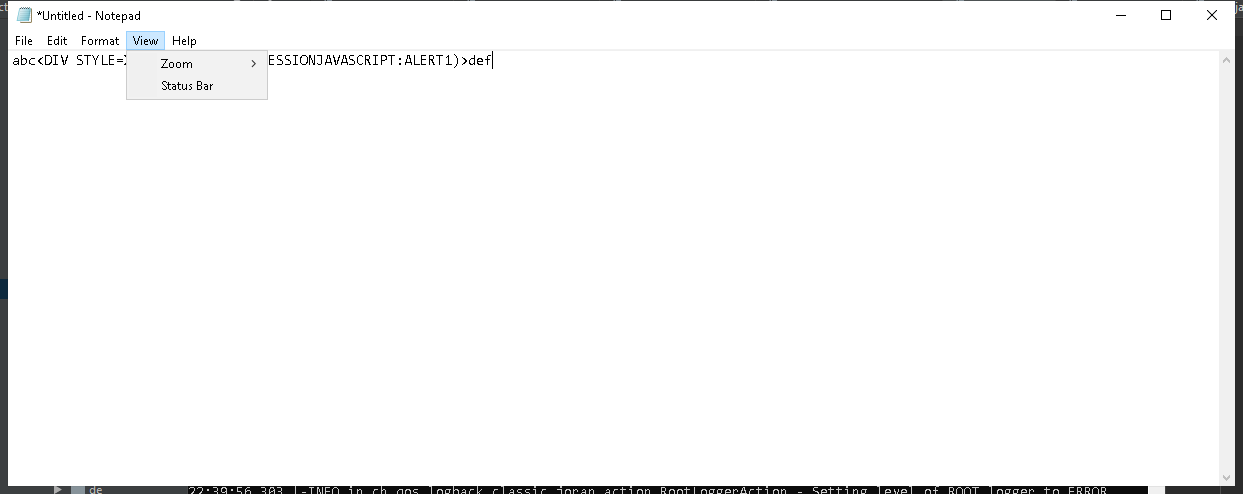 *Untitled - Notepad
File Edit Format View Help
abc<DIV STYLE= ESSIONJAVASCRIPT:ALERT1)>def
Zoom
Status Bar
de
22:39:56,303 |-INFO in ch.qos.logback.classic.joran.action.RootLoggerAction - Setting level of ROOT logger to ERROR